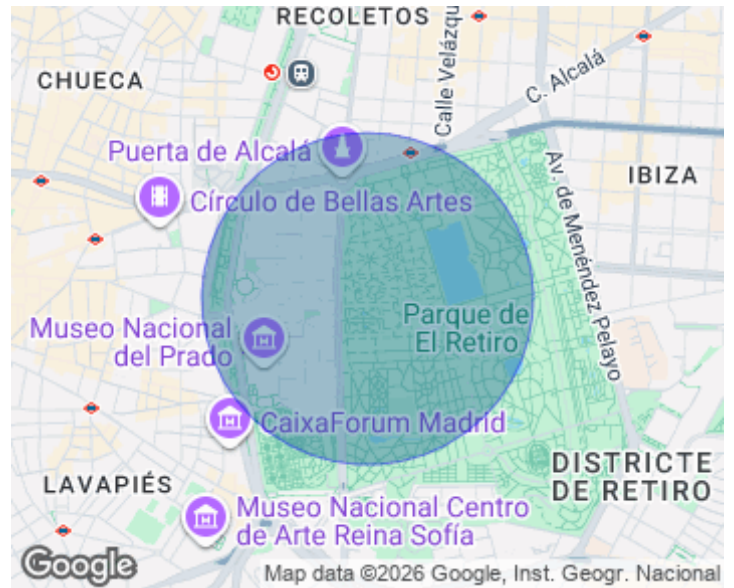 RECOLETOS
CHUECA
Calle Velázqu
C. Alcalá
Puerta de Alcalá
IBIZA
Círculo de Bellas Artes
Av. de Menéndez Pelayo
Parque de
El Retiro
Museo Nacional
del Prado
CaixaForum Madrid
DISTRICTE
DE RETIRO
LAVAPIÉS
Museo Nacional Centro
de Arte Reina Sofía
Google
Map data ©2026 Google, Inst. Geogr. Nacional